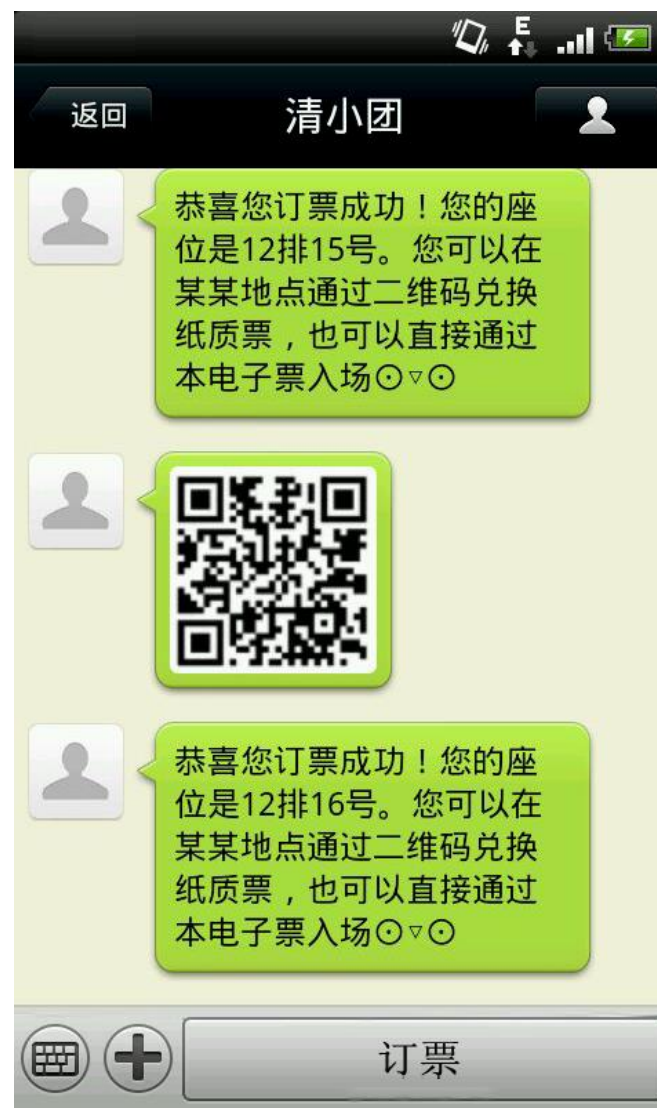 E
返回
清小团
恭喜您订票成功！您的座
位是12排15号。您可以在
某某地点通过二维码兑换
纸质票，也可以直接通过
本电子票入场⊙▿⊙
恭喜您订票成功！您的座
位是12排16号。您可以在
某某地点通过二维码兑换
纸质票，也可以直接通过
本电子票入场⊙▿⊙
订票